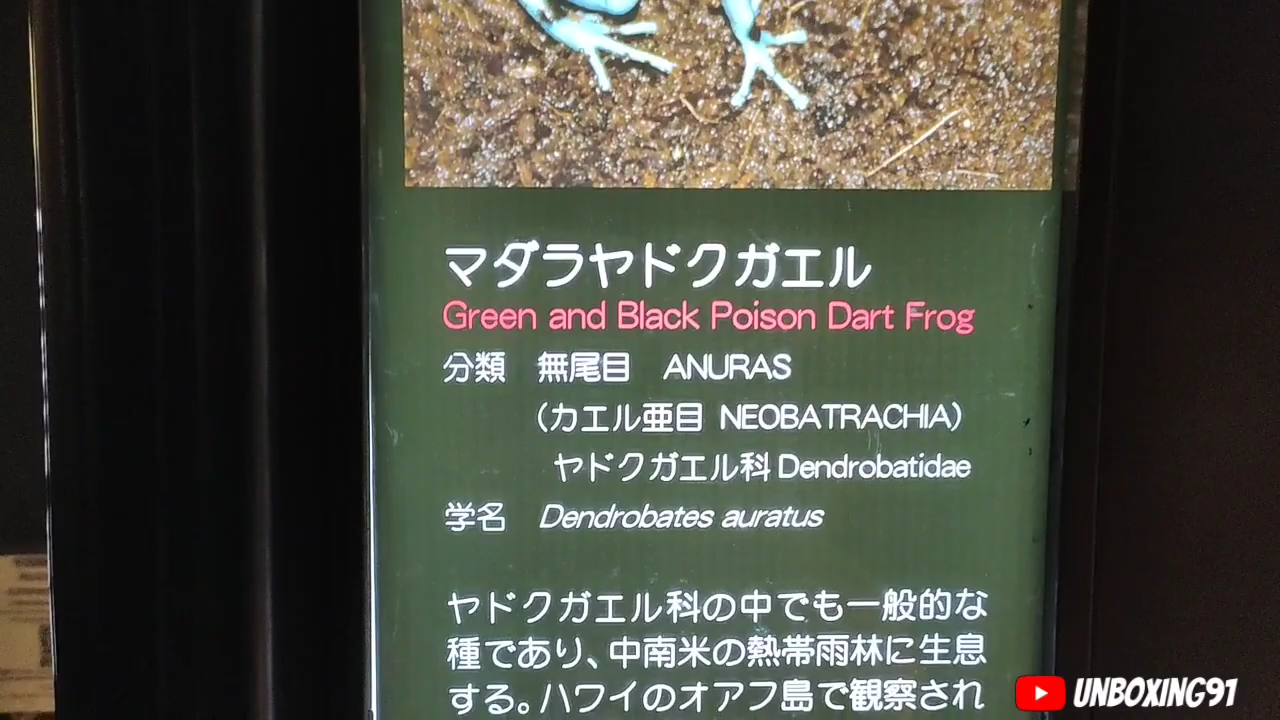 マダラヤドクガエル
Green and Black Poison Dart Frog
分類 無尾目 ANURAS
(カエル亜目 NEOBATRACHIA)
ヤドクガエル科 Dendrobatidae
学名 Dendrobates auratus
ヤドクガエル科の中でも一般的な
種であり、中南米の熱帯雨林に生息
する。ハワイのオアフ島で観察され
UNBOXING91